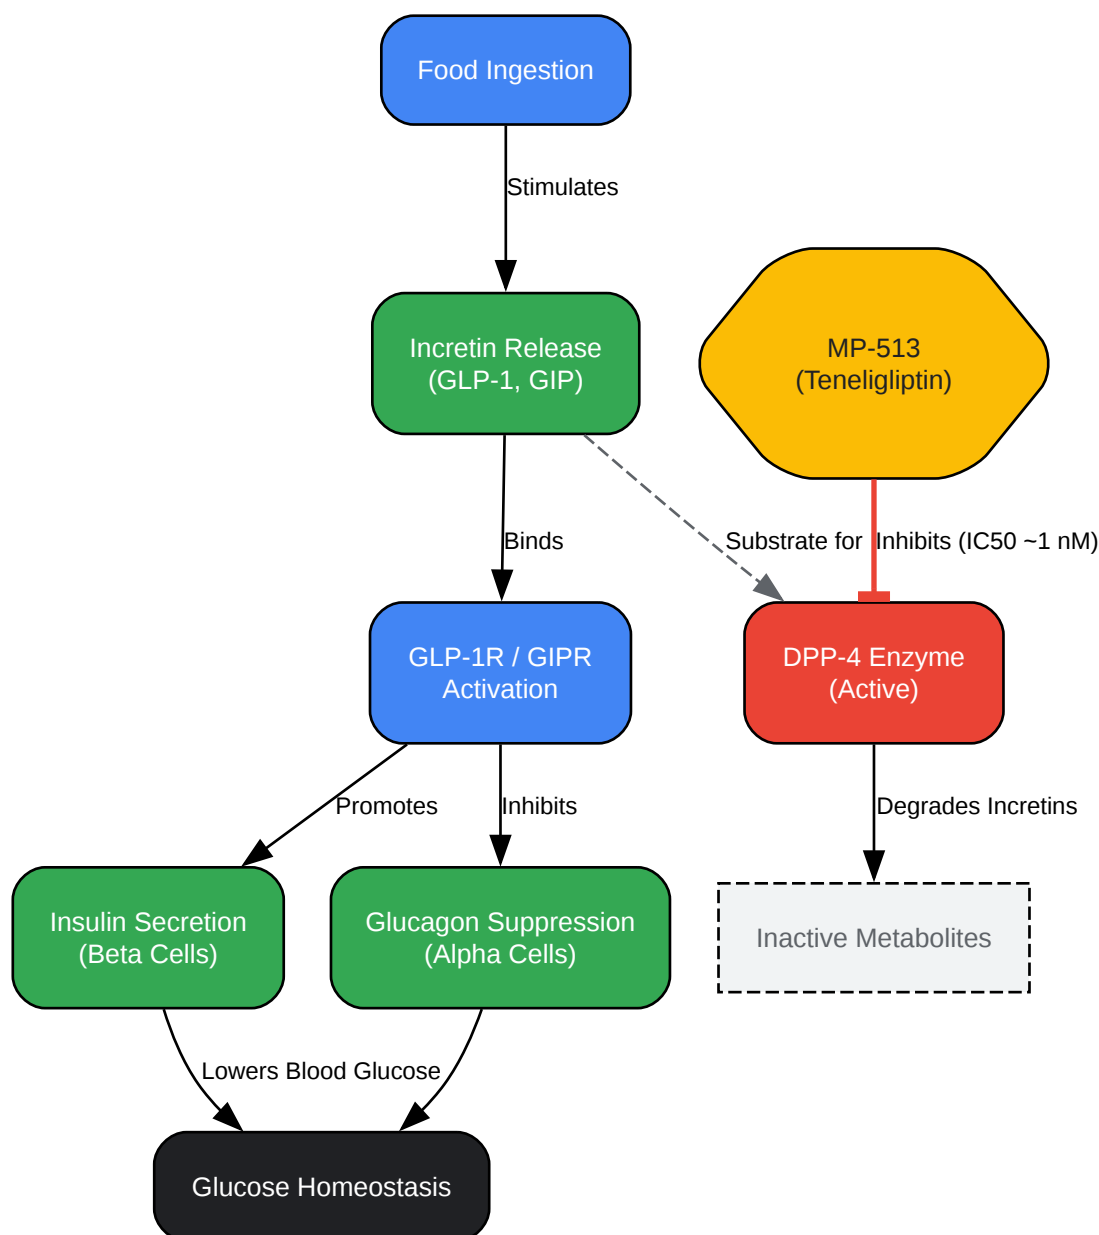 Food Ingestion
Stimulates
Incretin Release
(GLP-1, GIP)
MP-513
(Teneligliptin)
Binds
Substrate for
Inhibits (IC50 ~1 nM)
GLP-1R / GIPR
Activation
DPP-4 Enzyme
(Active)
Promotes
Inhibits
Degrades Incretins
Insulin Secretion
(Beta Cells)
Glucagon Suppression
(Alpha Cells)
Inactive Metabolites
Lowers Blood Glucose
Glucose Homeostasis